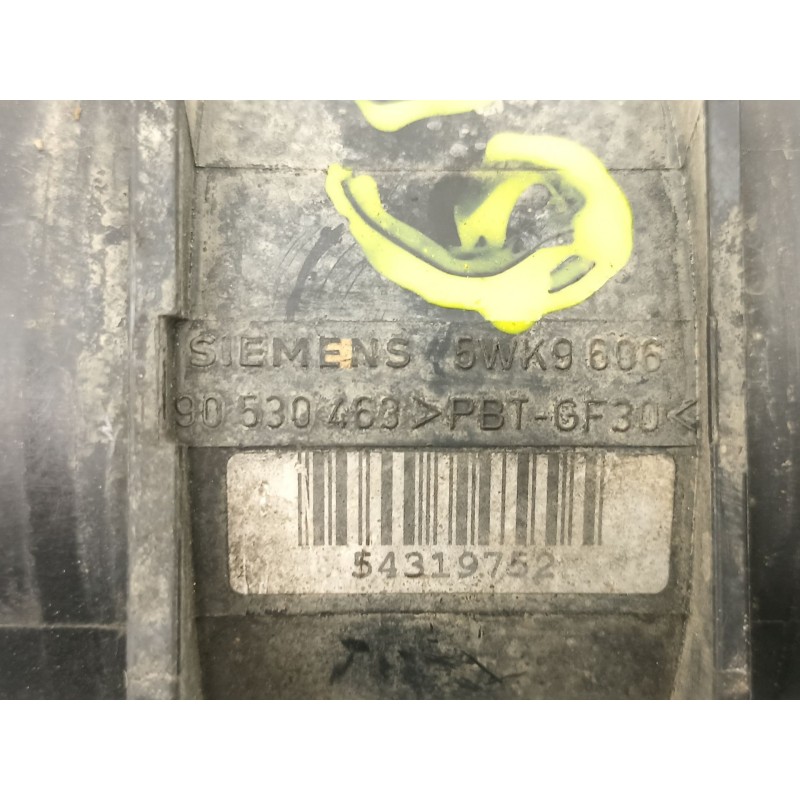 SIEMENS 5WK9 606
90 530 463 >PBT-GF30<
54319752